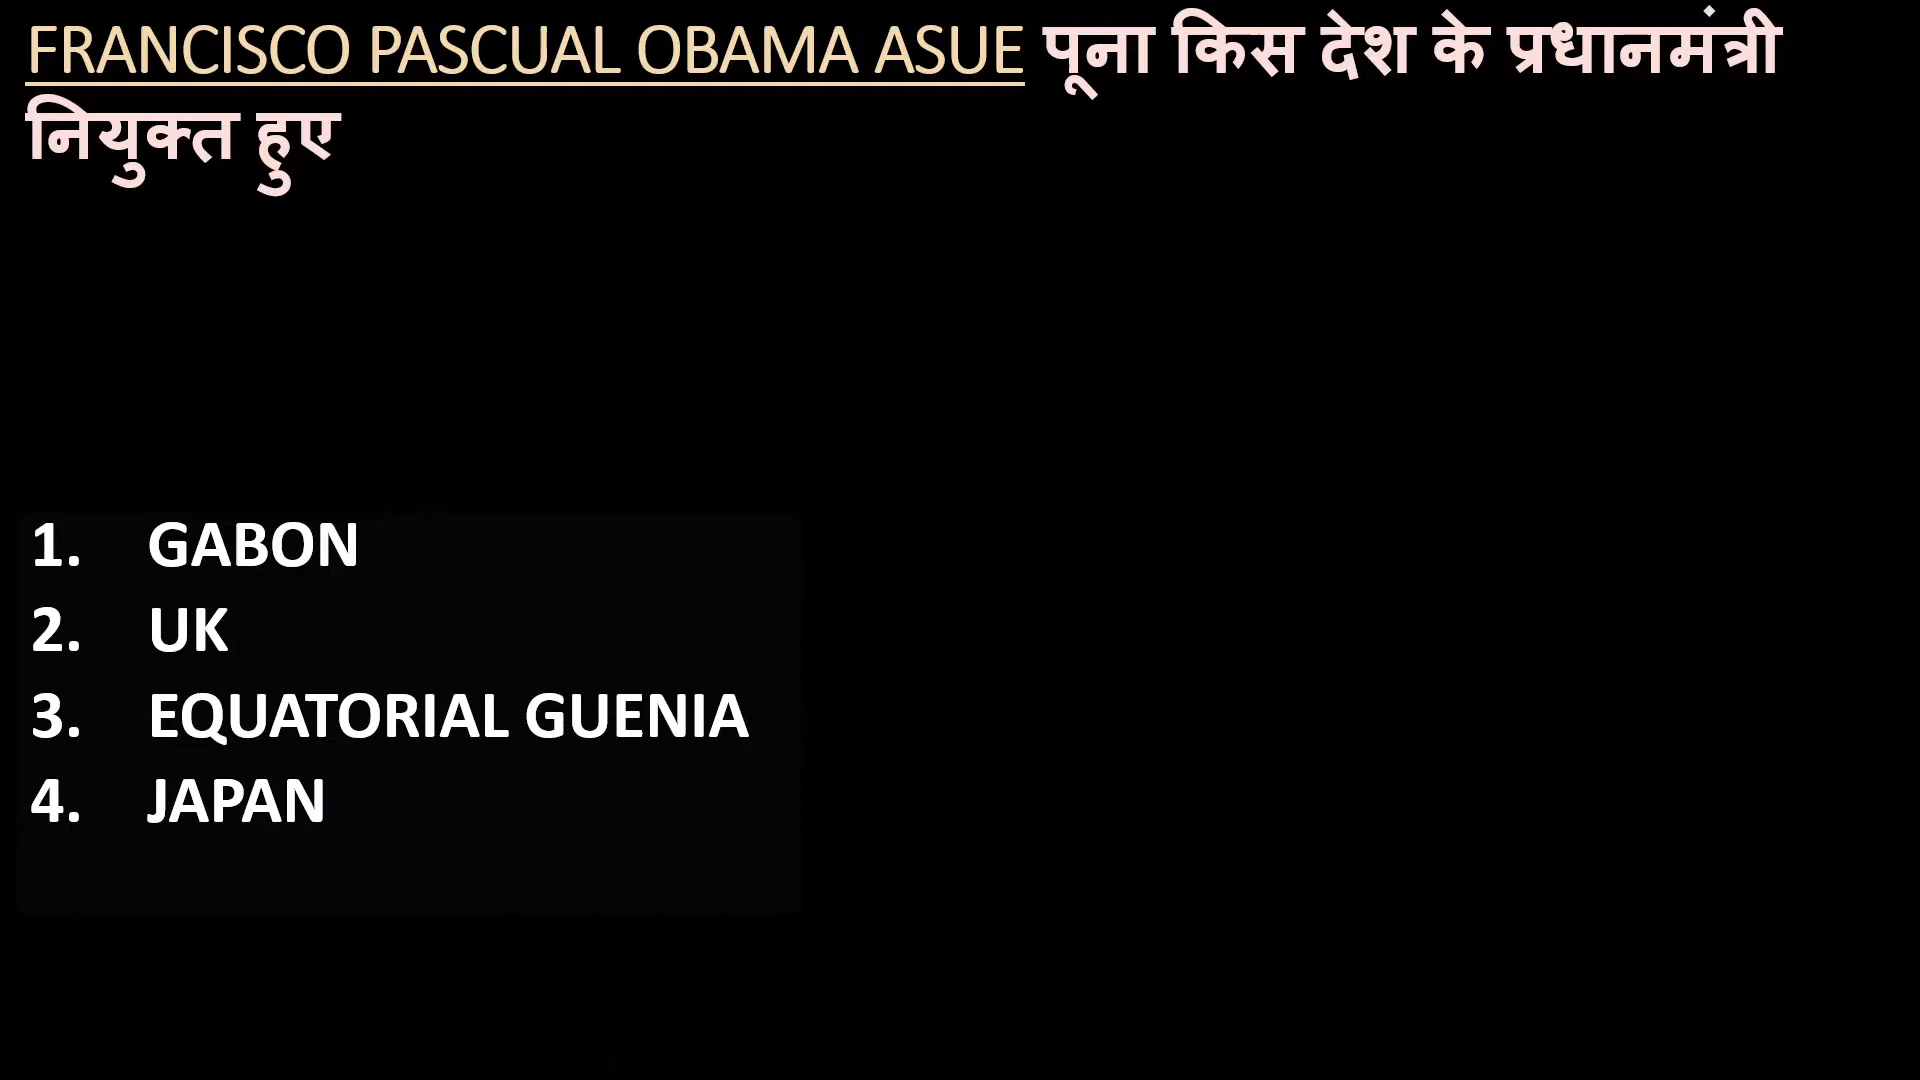 FRANCISCO PASCUAL OBAMA ASUE पूना किस देश के प्रधानमंत्री
नियुक्त हुए
1. GABON
2. UK
3. EQUATORIAL GUENIA
4. JAPAN